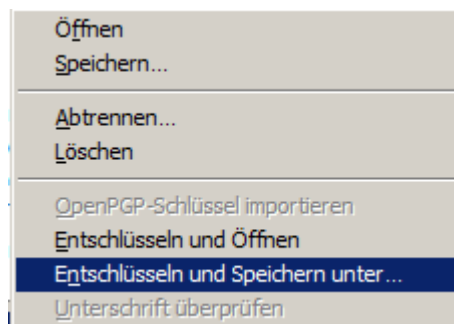 Öffnen
Speichern...
Abtrennen...
Löschen
OpenPGP-Schlüssel importieren
Entschlüsseln und Öffnen
Entschlüsseln und Speichern unter...
Unterschrift überprüfen